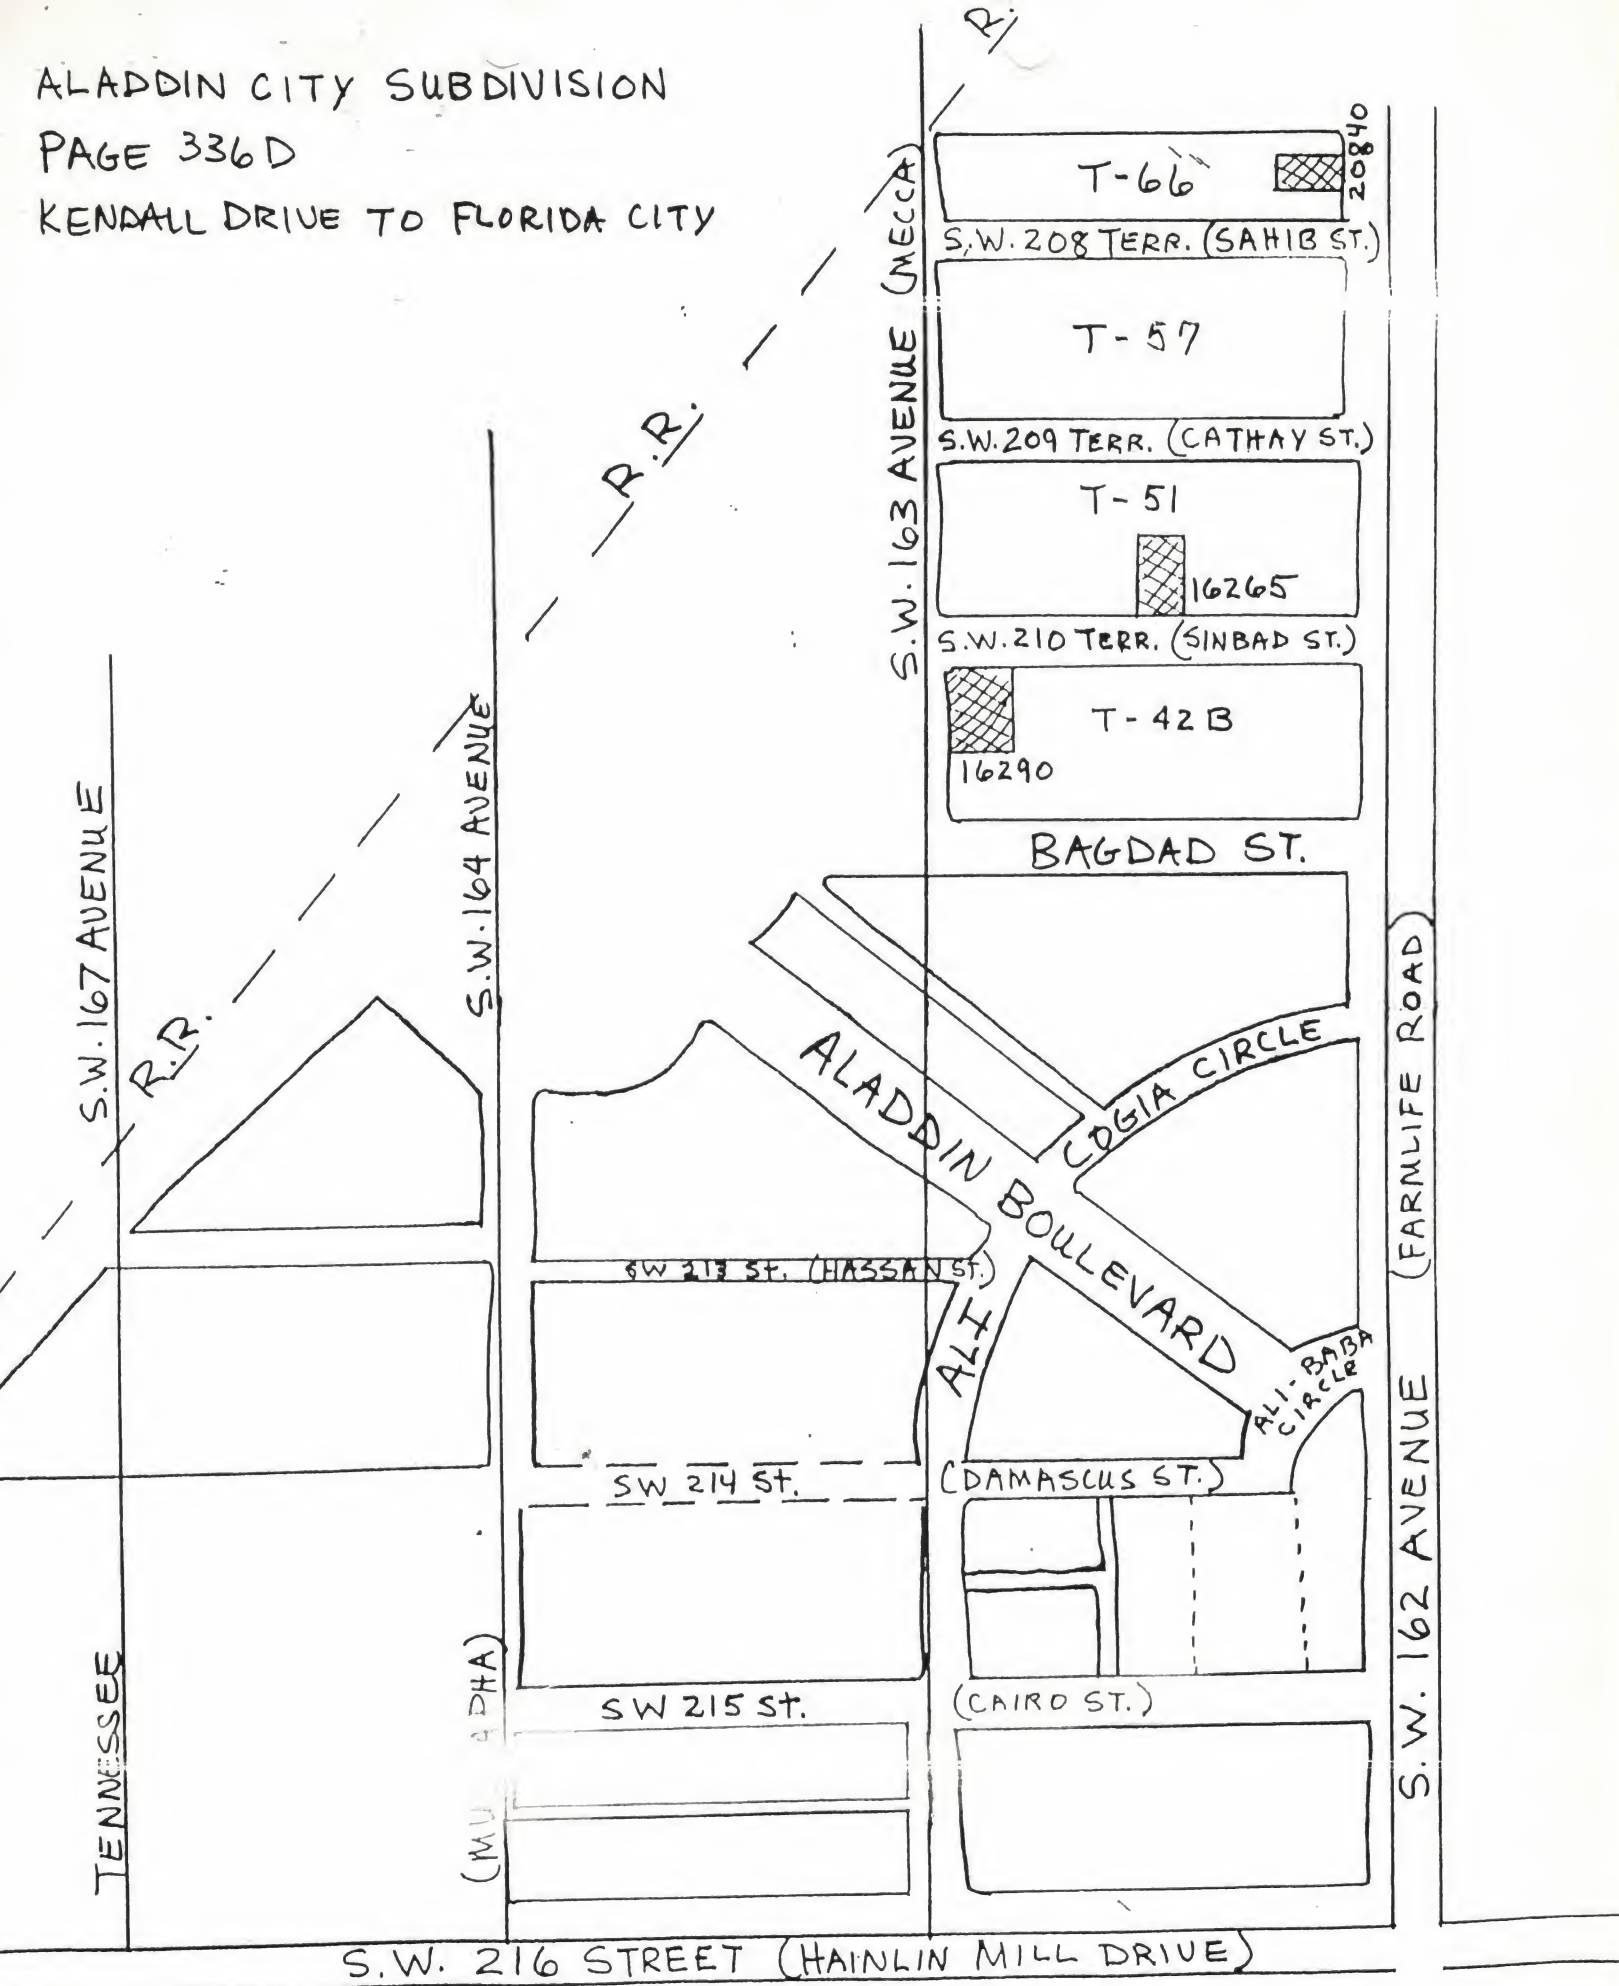 ALADDIN CITY SUBDIVISION
PAGE 336D
KENDALL DRIVE TO FLORIDA CITY
R.
T-66
20840
S.W. 208 TERR. (SAHIB ST.)
T-57
S.W. 209 TERR. (CATHAY ST.)
T-51
16265
S.W. 210 TERR. (SINBAD ST.)
T-42B
16290
BAGDAD ST.
S.W. 163 AVENUE (MECCA)
R.R.
S.W. 164 AVENUE
S.W. 167 AVENUE
R.R.
COGIA CIRCLE
ALADDIN BOULEVARD
SW 213 St. (HASSAN St.)
ALI
ALI-BABA
CIRCLE
SW 214 St.
(DAMASCUS ST.)
SW 215 St.
(CAIRO ST.)
TENNESSEE
S.W. 162 AVENUE (FARMLIFE ROAD)
S.W. 216 STREET (HAINLIN MILL DRIVE)